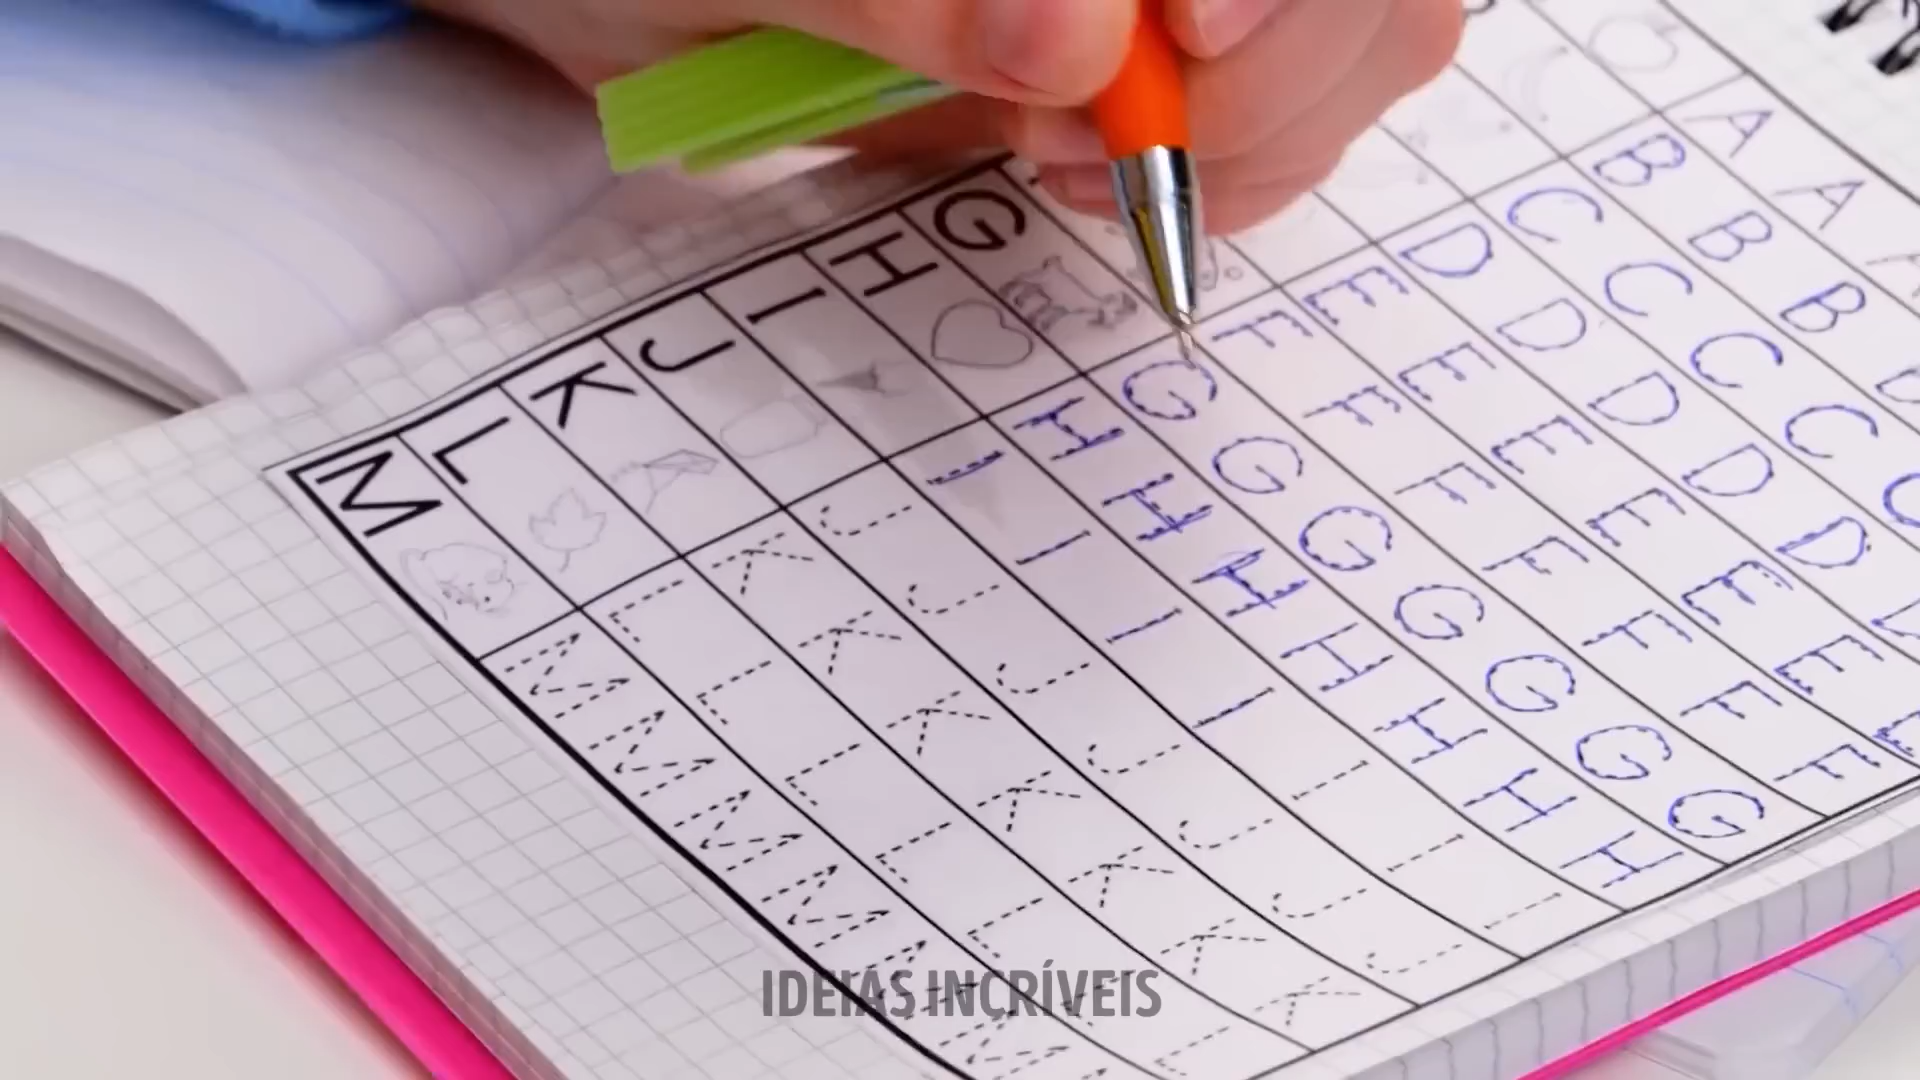 A A A
B B B B
C C C C C
D D D D D D
E E E E E E E
F F F F F F F
G G G G G G G G
H H H H H H H H
I I I I I I I I
J J J J J J J J
K K K K K K K K
L L L L L L L L
M M M M M M M
IDEIAS INCRÍVEIS